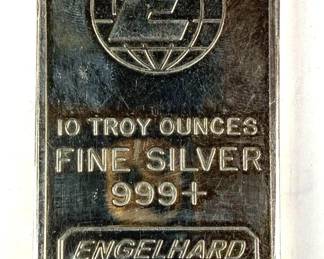 E
10 TROY OUNCES
FINE SILVER
999+
ENGELHARD